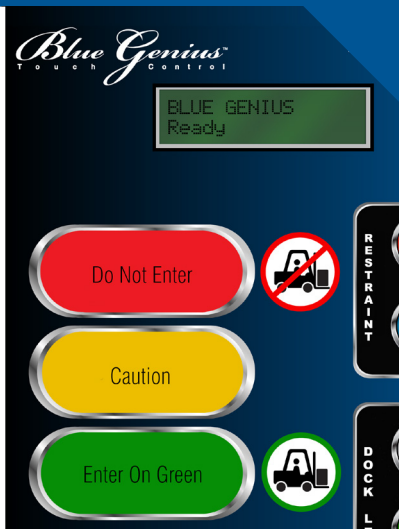 Blue Genius™
Touch Control
BLUE GENIUS
Ready
Do Not Enter
RESTRAINT
Caution
Enter On Green
DOCK